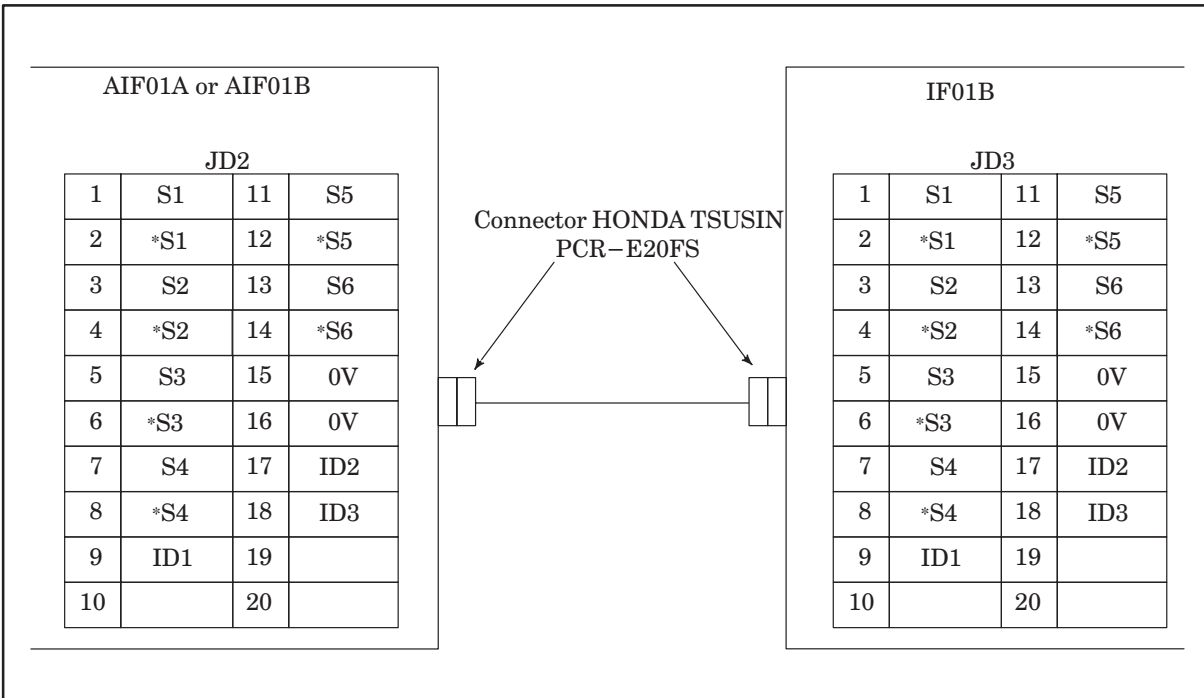 AIF01A or AIF01B
JD2
1 S1 11 S5
2 *S1 12 *S5
3 S2 13 S6
4 *S2 14 *S6
5 S3 15 0V
6 *S3 16 0V
7 S4 17 ID2
8 *S4 18 ID3
9 ID1 19
10 20
Connector HONDA TSUSIN
PCR−E20FS
IF01B
JD3
1 S1 11 S5
2 *S1 12 *S5
3 S2 13 S6
4 *S2 14 *S6
5 S3 15 0V
6 *S3 16 0V
7 S4 17 ID2
8 *S4 18 ID3
9 ID1 19
10 20